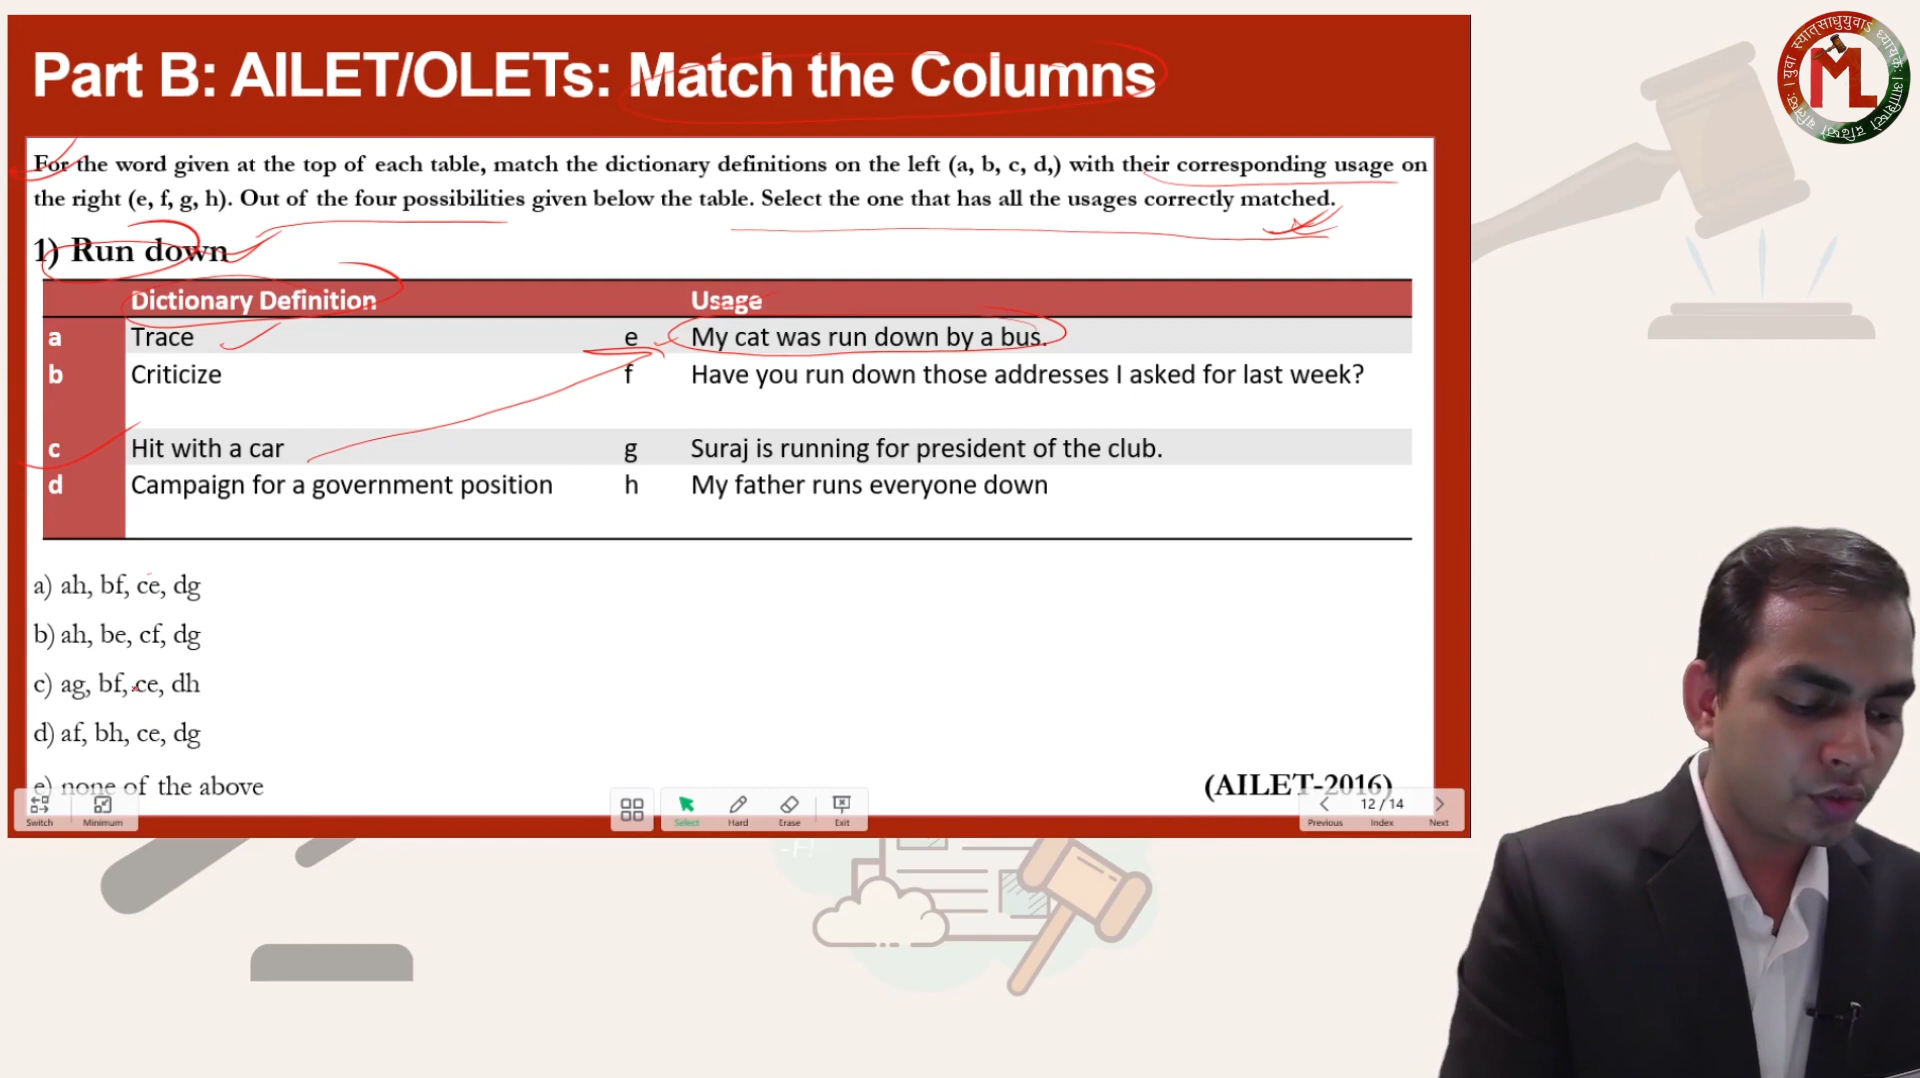 Part B: AILET/OLETs: Match the Columns
For the word given at the top of each table, match the dictionary definitions on the left (a, b, c, d,) with their corresponding usage on
the right (e, f, g, h). Out of the four possibilities given below the table. Select the one that has all the usages correctly matched.
1) Run down
Dictionary Definition Usage
a Trace e My cat was run down by a bus.
b Criticize f Have you run down those addresses I asked for last week?
c Hit with a car g Suraj is running for president of the club.
d Campaign for a government position h My father runs everyone down
a) ah, bf, ce, dg
b) ah, be, cf, dg
c) ag, bf, ce, dh
d) af, bh, ce, dg
e) none of the above
(AILET-2016)
Switch Minimum Select Hard Erase Exit 12/14
Previous Index Next
ML